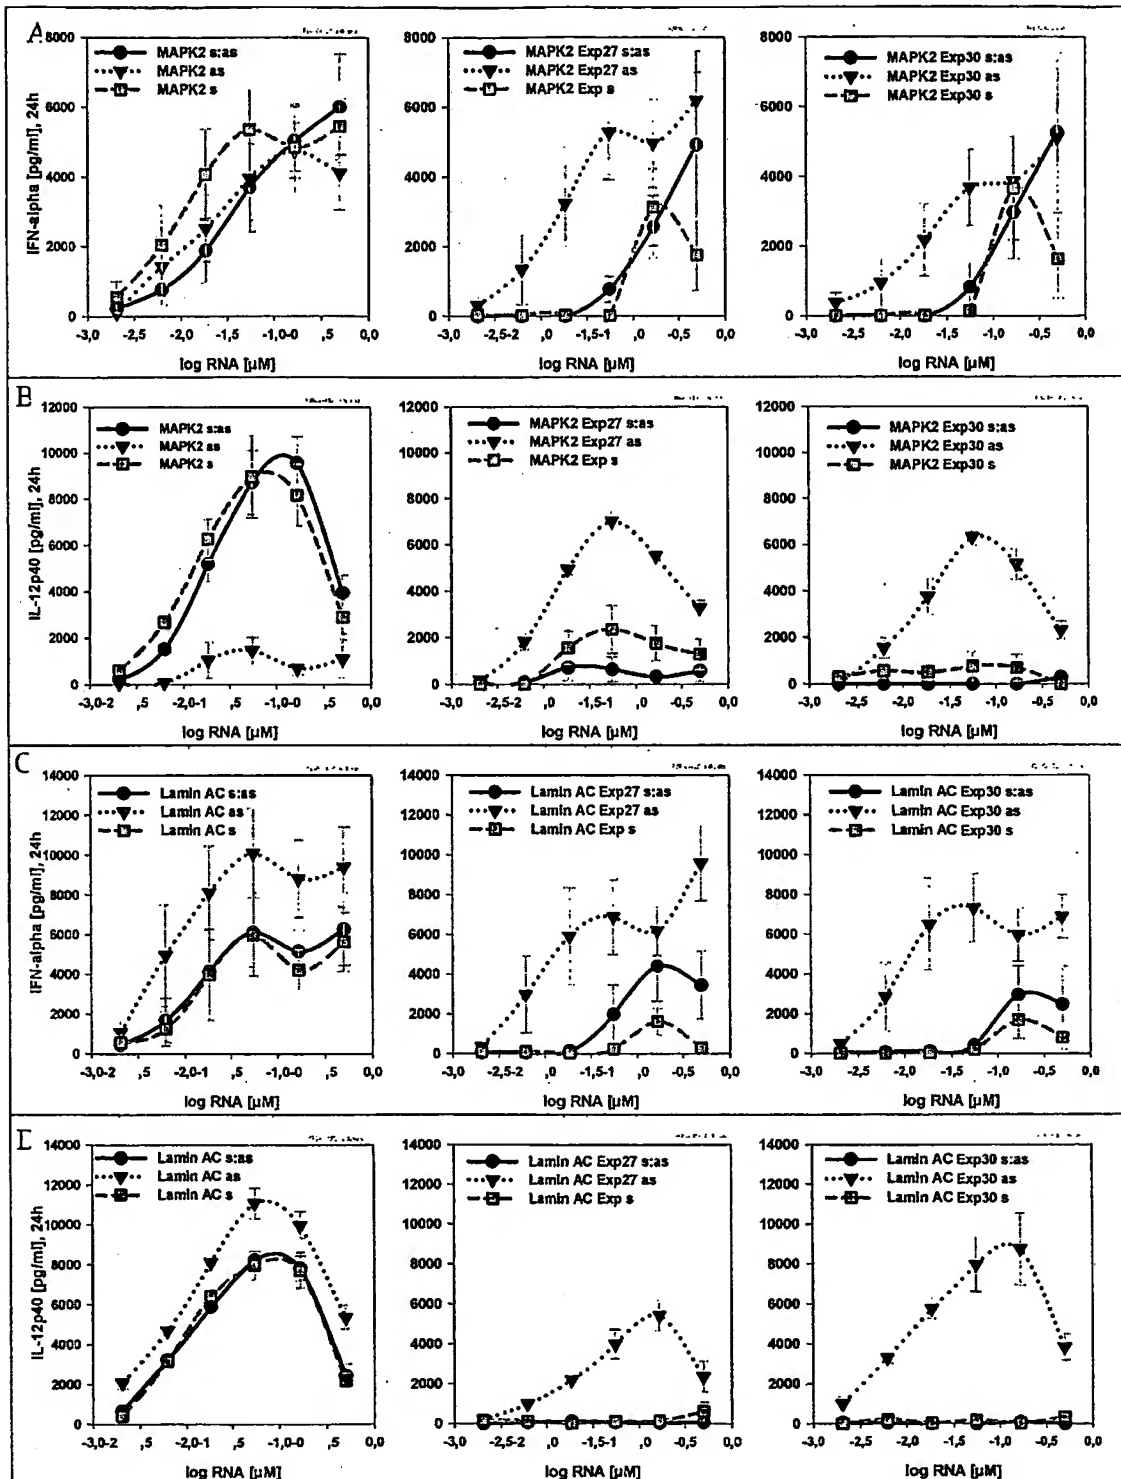 A
8000
6000
4000
2000
0
IFN-alpha [pg/ml], 24h
MAPK2 s:as
MAPK2 as
MAPK2 s
-3,0 -2,5 -2,0 -1,5 -1,0 -0,5 0,0
log RNA [µM]
8000
6000
4000
2000
0
MAPK2 Exp27 s:as
MAPK2 Exp27 as
MAPK2 Exp s
-3,0 -2,5 -2,0 -1,5 -1,0 -0,5 0,0
log RNA [µM]
8000
6000
4000
2000
0
MAPK2 Exp30 s:as
MAPK2 Exp30 as
MAPK2 Exp30 s
-3,0 -2,5 -2,0 -1,5 -1,0 -0,5 0,0
log RNA [µM]
B
12000
10000
8000
6000
4000
2000
0
IL-12p40 [pg/ml], 24h
MAPK2 s:as
MAPK2 as
MAPK2 s
-3,0-2 ,5 -2,0-1 ,5 -1,0-0 ,5 0,0
log RNA [µM]
12000
10000
8000
6000
4000
2000
0
MAPK2 Exp27 s:as
MAPK2 Exp27 as
MAPK2 Exp s
-3,0 -2,5-2 ,0 -1,5-1 ,0 -0,5 0,0
log RNA [µM]
12000
10000
8000
6000
4000
2000
0
MAPK2 Exp30 s:as
MAPK2 Exp30 as
MAPK2 Exp30 s
-3,0 -2,5 -2,0 -1,5 -1,0 -0,5 0,0
log RNA [µM]
C
14000
12000
10000
8000
6000
4000
2000
0
IFN-alpha [pg/ml], 24h
Lamin AC s:as
Lamin AC as
Lamin AC s
-3,0-2 ,5 -2,0-1 ,5 -1,0-0 ,5 0,0
log RNA [µM]
14000
12000
10000
8000
6000
4000
2000
0
Lamin AC Exp27 s:as
Lamin AC Exp27 as
Lamin AC Exp s
-3,0 -2,5-2 ,0 -1,5-1 ,0 -0,5 0,0
log RNA [µM]
14000
12000
10000
8000
6000
4000
2000
0
Lamin AC Exp30 s:as
Lamin AC Exp30 as
Lamin AC Exp30 s
-3,0 -2,5 -2,0 -1,5 -1,0 -0,5 0,0
log RNA [µM]
14000
12000
10000
8000
6000
4000
2000
0
IL-12p40 [pg/ml], 24h
Lamin AC s:as
Lamin AC as
Lamin AC s
-3,0-2 ,5 -2,0-1 ,5 -1,0-0 ,5 0,0
log RNA [µM]
14000
12000
10000
8000
6000
4000
2000
0
Lamin AC Exp27 s:as
Lamin AC Exp27 as
Lamin AC Exp s
-3,0 -2,5-2 ,0 -1,5-1 ,0 -0,5 0,0
log RNA [µM]
14000
12000
10000
8000
6000
4000
2000
0
Lamin AC Exp30 s:as
Lamin AC Exp30 as
Lamin AC Exp30 s
-3,0 -2,5 -2,0 -1,5 -1,0 -0,5 0,0
log RNA [µM]